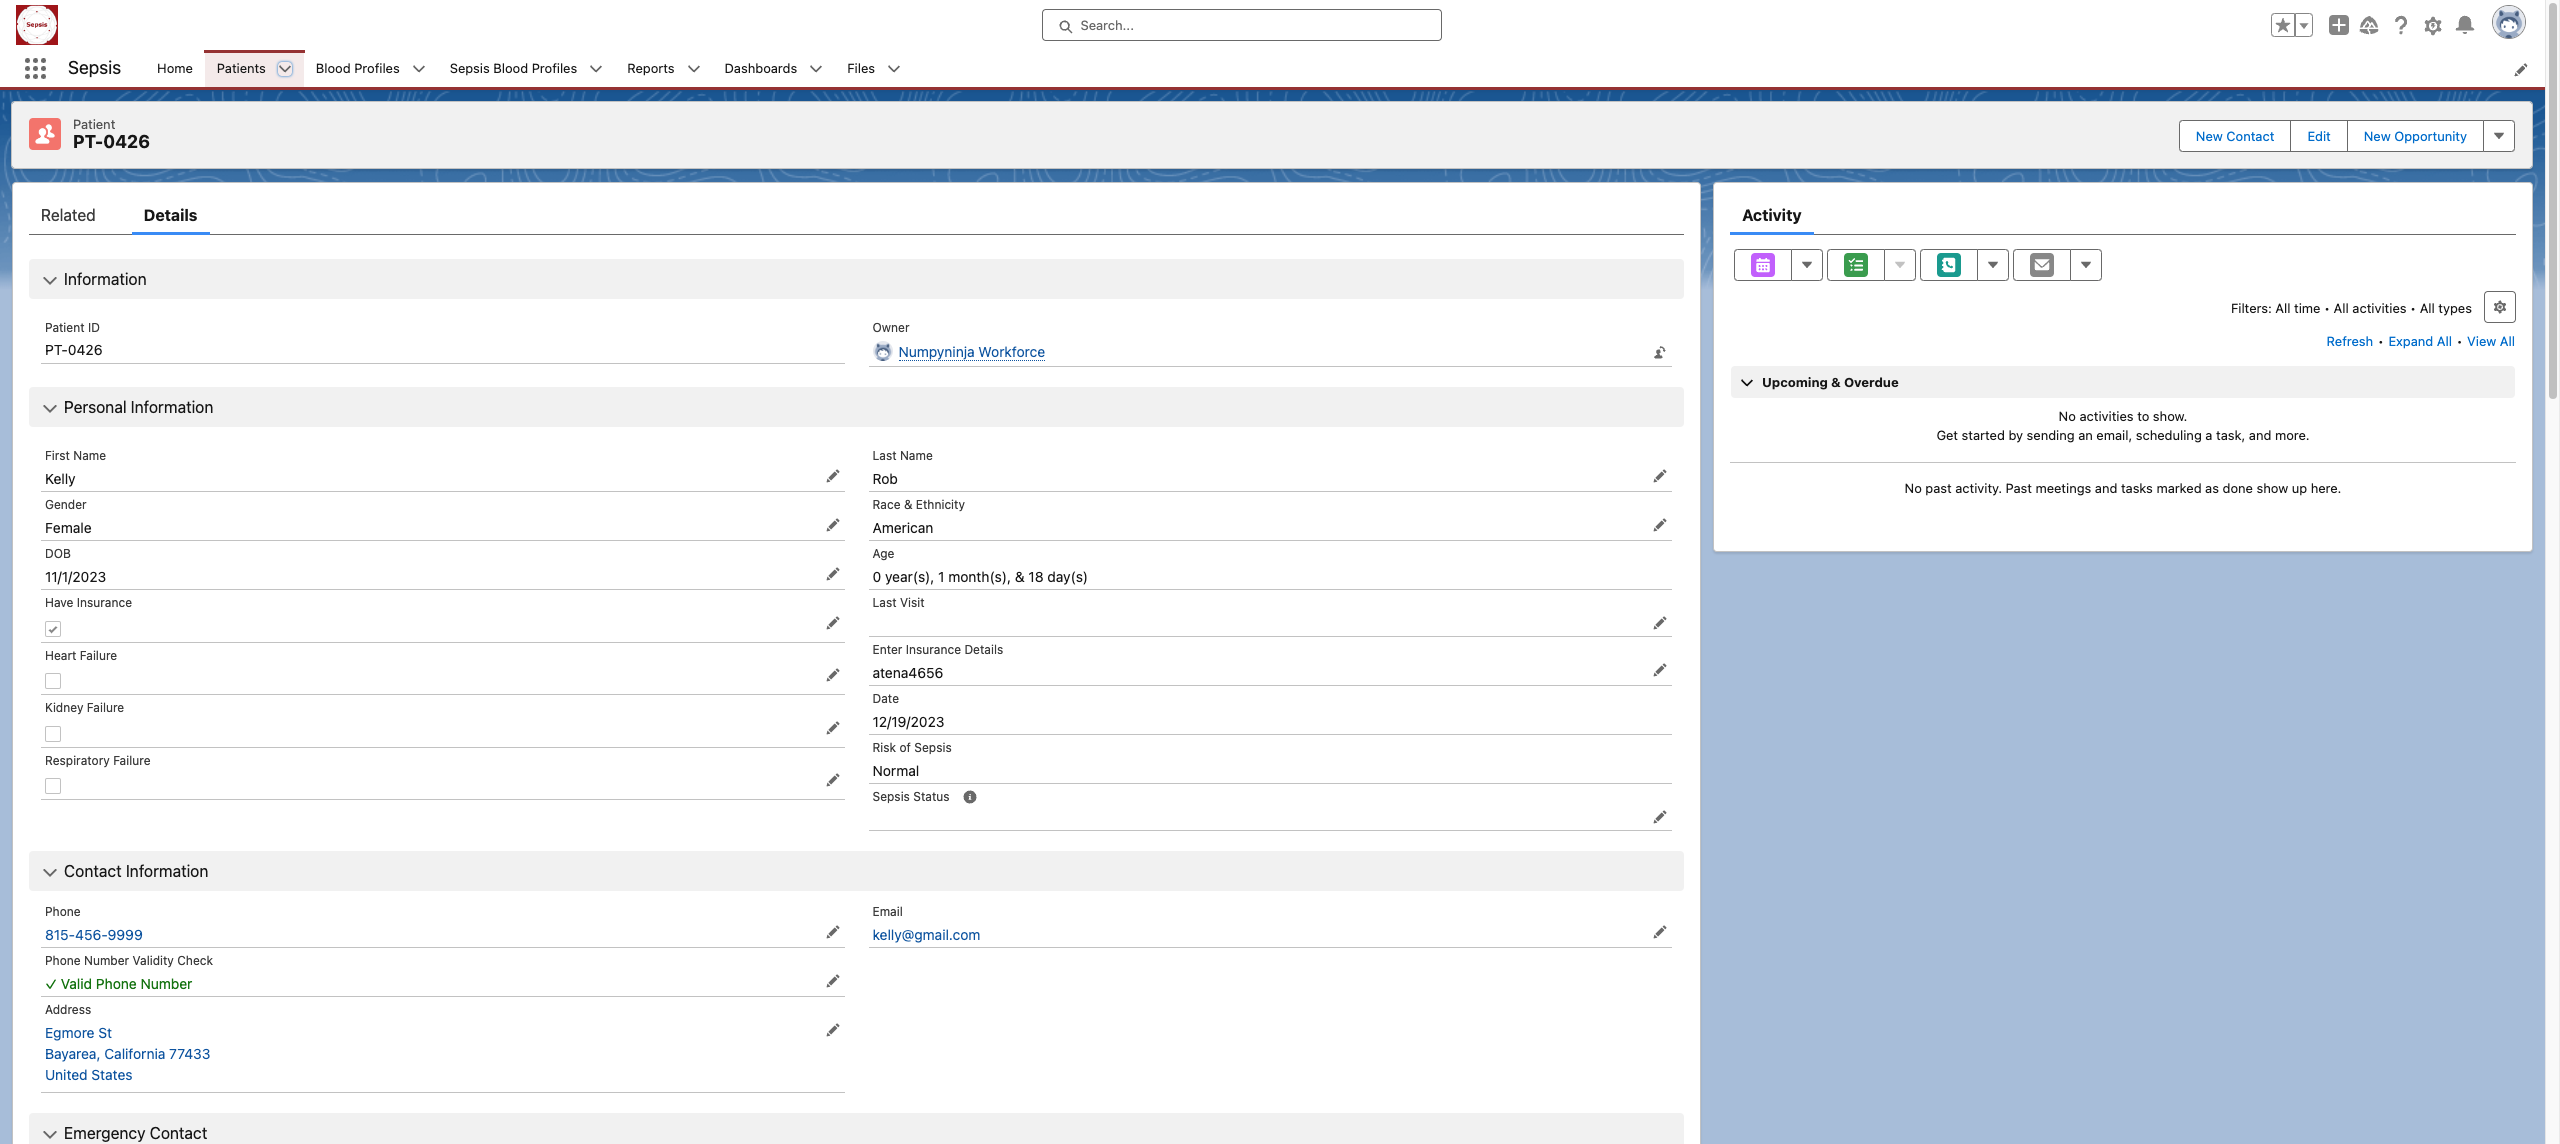 Sepsis
Search...
Sepsis
Home
Patients
Blood Profiles
Sepsis Blood Profiles
Reports
Dashboards
Files
Patient
PT-0426
New Contact
Edit
New Opportunity
Related
Details
Information
Patient ID
PT-0426
Owner
Numpyninja Workforce
Personal Information
First Name
Kelly
Last Name
Rob
Gender
Female
Race & Ethnicity
American
DOB
11/1/2023
Age
0 year(s), 1 month(s), & 18 day(s)
Have Insurance
Last Visit
Heart Failure
Enter Insurance Details
atena4656
Kidney Failure
Date
12/19/2023
Respiratory Failure
Risk of Sepsis
Normal
Sepsis Status
Contact Information
Phone
815-456-9999
Email
kelly@gmail.com
Phone Number Validity Check
✓ Valid Phone Number
Address
Egmore St
Bayarea, California 77433
United States
Emergency Contact
Activity
Filters: All time • All activities • All types
Refresh • Expand All • View All
Upcoming & Overdue
No activities to show.
Get started by sending an email, scheduling a task, and more.
No past activity. Past meetings and tasks marked as done show up here.